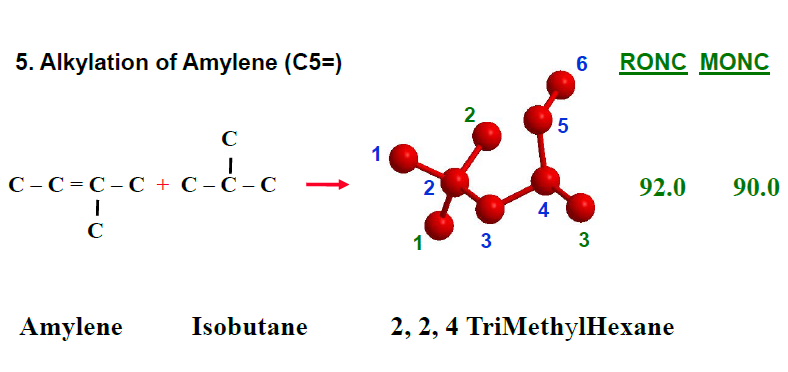 5. Alkylation of Amylene (C5=)
RONC MONC
C
C – C = C – C + C – C – C
C
1
2
2
1
3
4
3
5
6
92.0 90.0
Amylene
Isobutane
2, 2, 4 TriMethylHexane